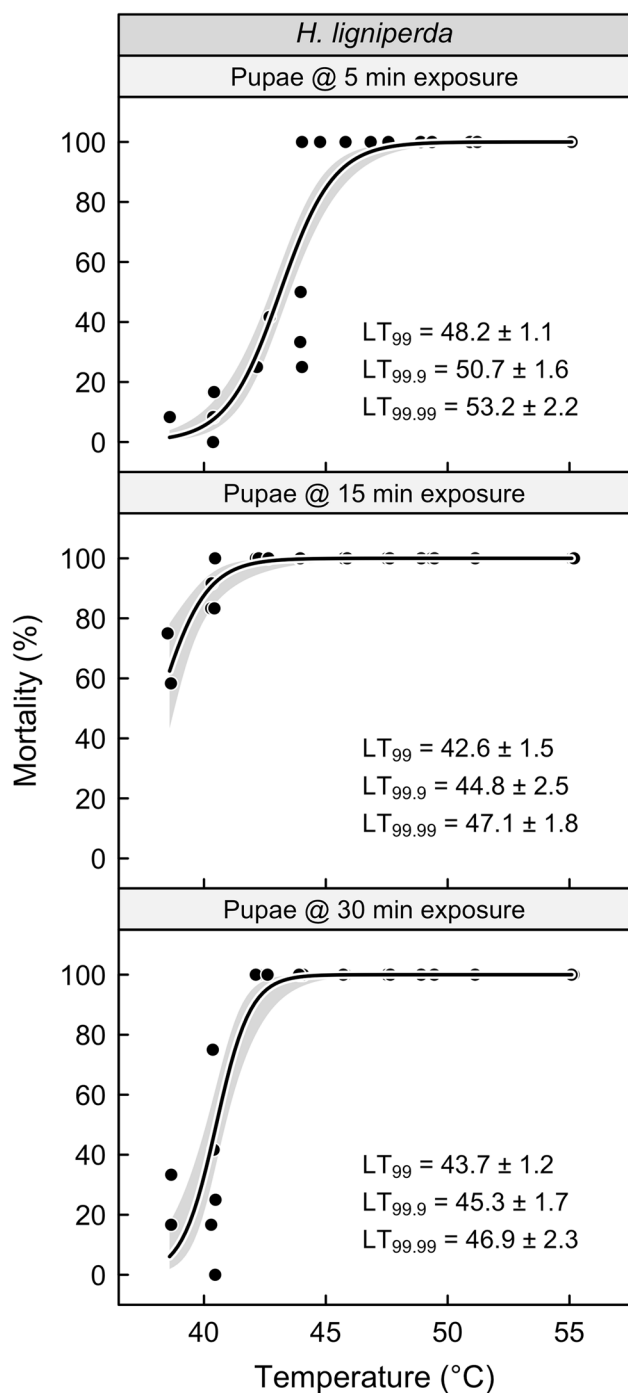 H. ligniperda
Pupae @ 5 min exposure
100
80
60
40
20
0
LT99 = 48.2 ± 1.1
LT99.9 = 50.7 ± 1.6
LT99.99 = 53.2 ± 2.2
Pupae @ 15 min exposure
100
80
60
40
20
0
LT99 = 42.6 ± 1.5
LT99.9 = 44.8 ± 2.5
LT99.99 = 47.1 ± 1.8
Mortality (%)
Pupae @ 30 min exposure
100
80
60
40
20
0
LT99 = 43.7 ± 1.2
LT99.9 = 45.3 ± 1.7
LT99.99 = 46.9 ± 2.3
40 45 50 55
Temperature (°C)